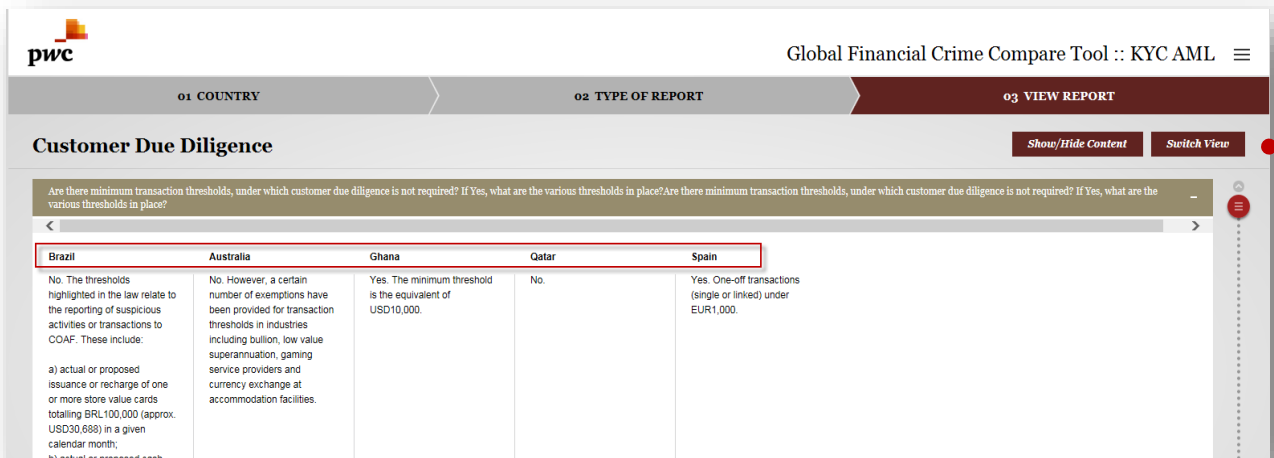 pwc
Global Financial Crime Compare Tool :: KYC AML
01 COUNTRY
02 TYPE OF REPORT
03 VIEW REPORT
Customer Due Diligence
Show/Hide Content
Switch View
Are there minimum transaction thresholds, under which customer due diligence is not required? If Yes, what are the various thresholds in place?Are there minimum transaction thresholds, under which customer due diligence is not required? If Yes, what are the
various thresholds in place?
Brazil
No. The thresholds
highlighted in the law relate to
the reporting of suspicious
activities or transactions to
COAF. These include:
a) actual or proposed
issuance or recharge of one
or more store value cards
totalling BRL100,000 (approx.
USD30,688) in a given
calendar month;
Australia
No. However, a certain
number of exemptions have
been provided for transaction
thresholds in industries
including bullion, low value
superannuation, gaming
service providers and
currency exchange at
accommodation facilities.
Ghana
Yes. The minimum threshold
is the equivalent of
USD10,000.
Qatar
No.
Spain
Yes. One-off transactions
(single or linked) under
EUR1,000.